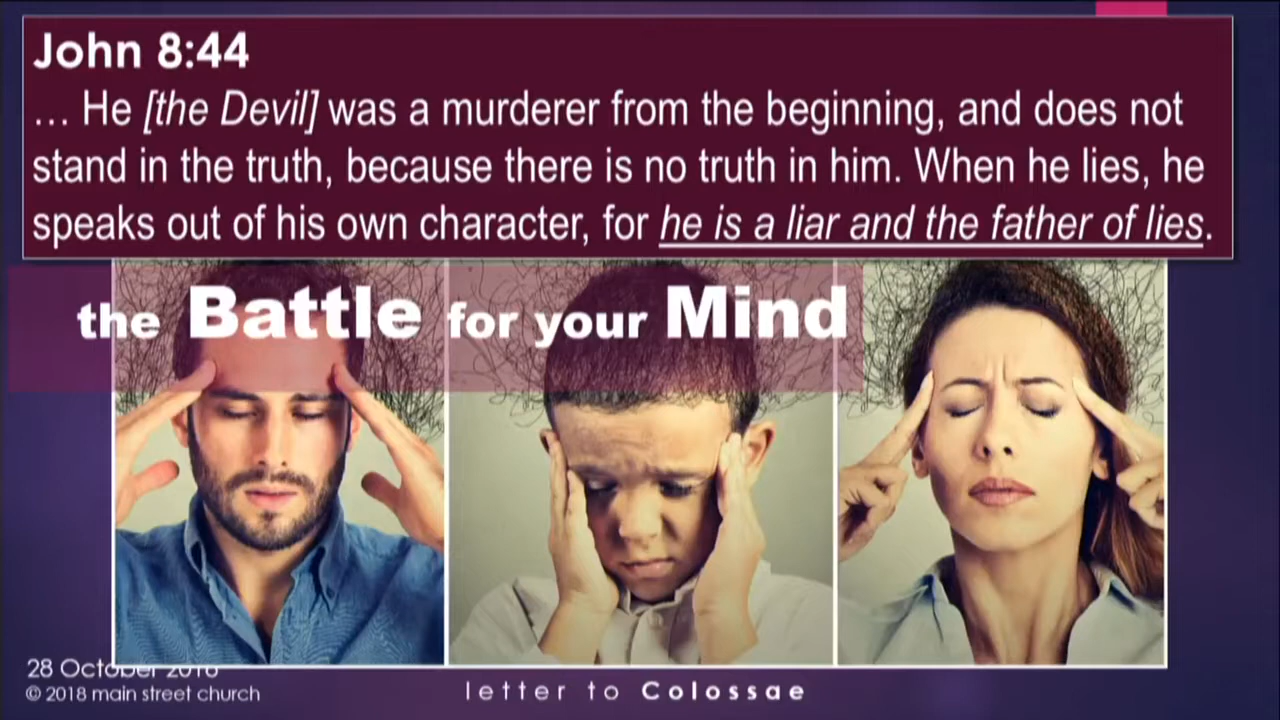 John 8:44
… He [the Devil] was a murderer from the beginning, and does not
stand in the truth, because there is no truth in him. When he lies, he
speaks out of his own character, for he is a liar and the father of lies.
the Battle for your Mind
28 October 2018
© 2018 main street church
letter to Colossae